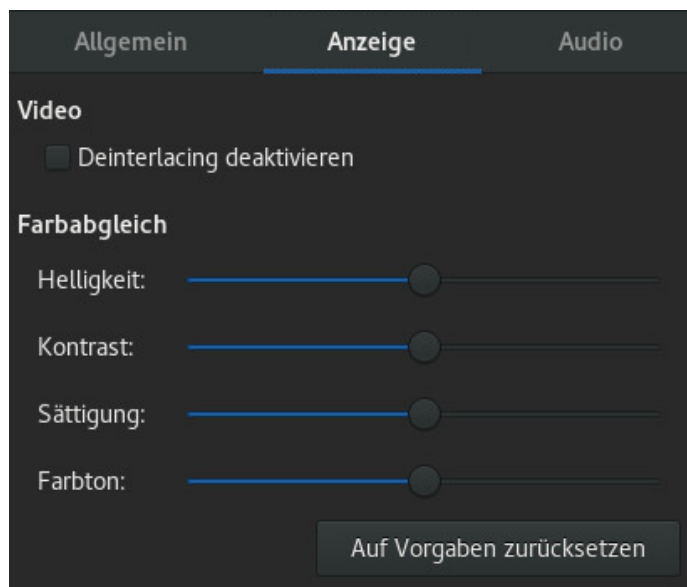 Allgemein Anzeige Audio
Video
Deinterlacing deaktivieren
Farbabgleich
Helligkeit:
Kontrast:
Sättigung:
Farbton:
Auf Vorgaben zurücksetzen